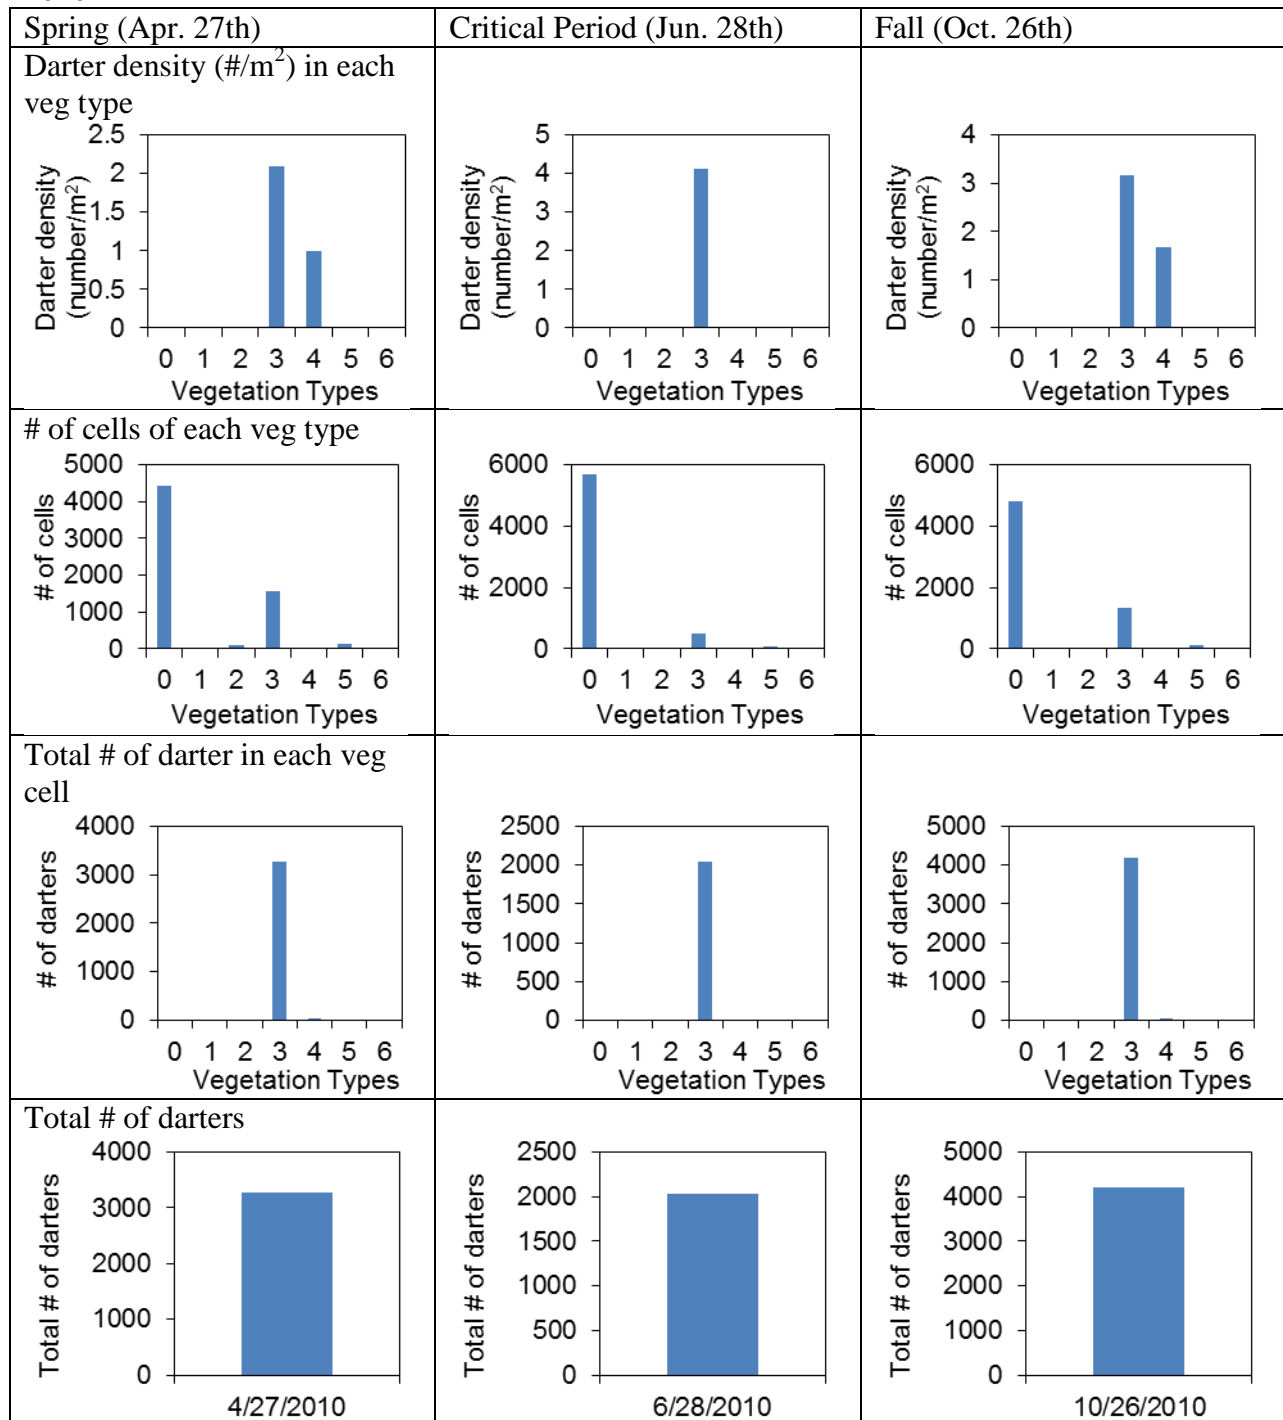 Spring (Apr. 27th)
Critical Period (Jun. 28th)
Fall (Oct. 26th)
Darter density (#/m²) in each
veg type
2.5
2
1.5
1
0.5
0
Darter density
(number/m²)
0 1 2 3 4 5 6
Vegetation Types
5
4
3
2
1
0
Darter density
(number/m²)
0 1 2 3 4 5 6
Vegetation Types
4
3
2
1
0
Darter density
(number/m²)
0 1 2 3 4 5 6
Vegetation Types
# of cells of each veg type
5000
4000
3000
2000
1000
0
# of cells
0 1 2 3 4 5 6
Vegetation Types
6000
4000
2000
0
# of cells
0 1 2 3 4 5 6
Vegetation Types
6000
4000
2000
0
# of cells
0 1 2 3 4 5 6
Vegetation Types
Total # of darter in each veg
cell
4000
3000
2000
1000
0
# of darters
0 1 2 3 4 5 6
Vegetation Types
2500
2000
1500
1000
500
0
# of darters
0 1 2 3 4 5 6
Vegetation Types
5000
4000
3000
2000
1000
0
# of darters
0 1 2 3 4 5 6
Vegetation Types
Total # of darters
4000
3000
2000
1000
0
Total # of darters
4/27/2010
2500
2000
1500
1000
500
0
Total # of darters
6/28/2010
5000
4000
3000
2000
1000
0
Total # of darters
10/26/2010